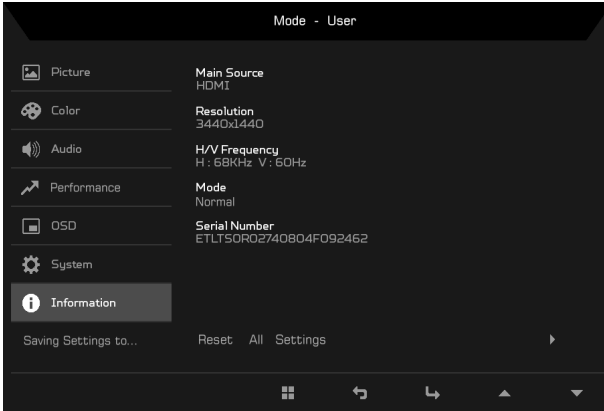 Mode - User
Picture
Color
Audio
Performance
OSD
System
Information
Saving Settings to...
Main Source
HDMI
Resolution
3440x1440
H/V Frequency
H : 68KHz V : 60Hz
Mode
Normal
Serial Number
ETLTS0R02740804F092462
Reset All Settings